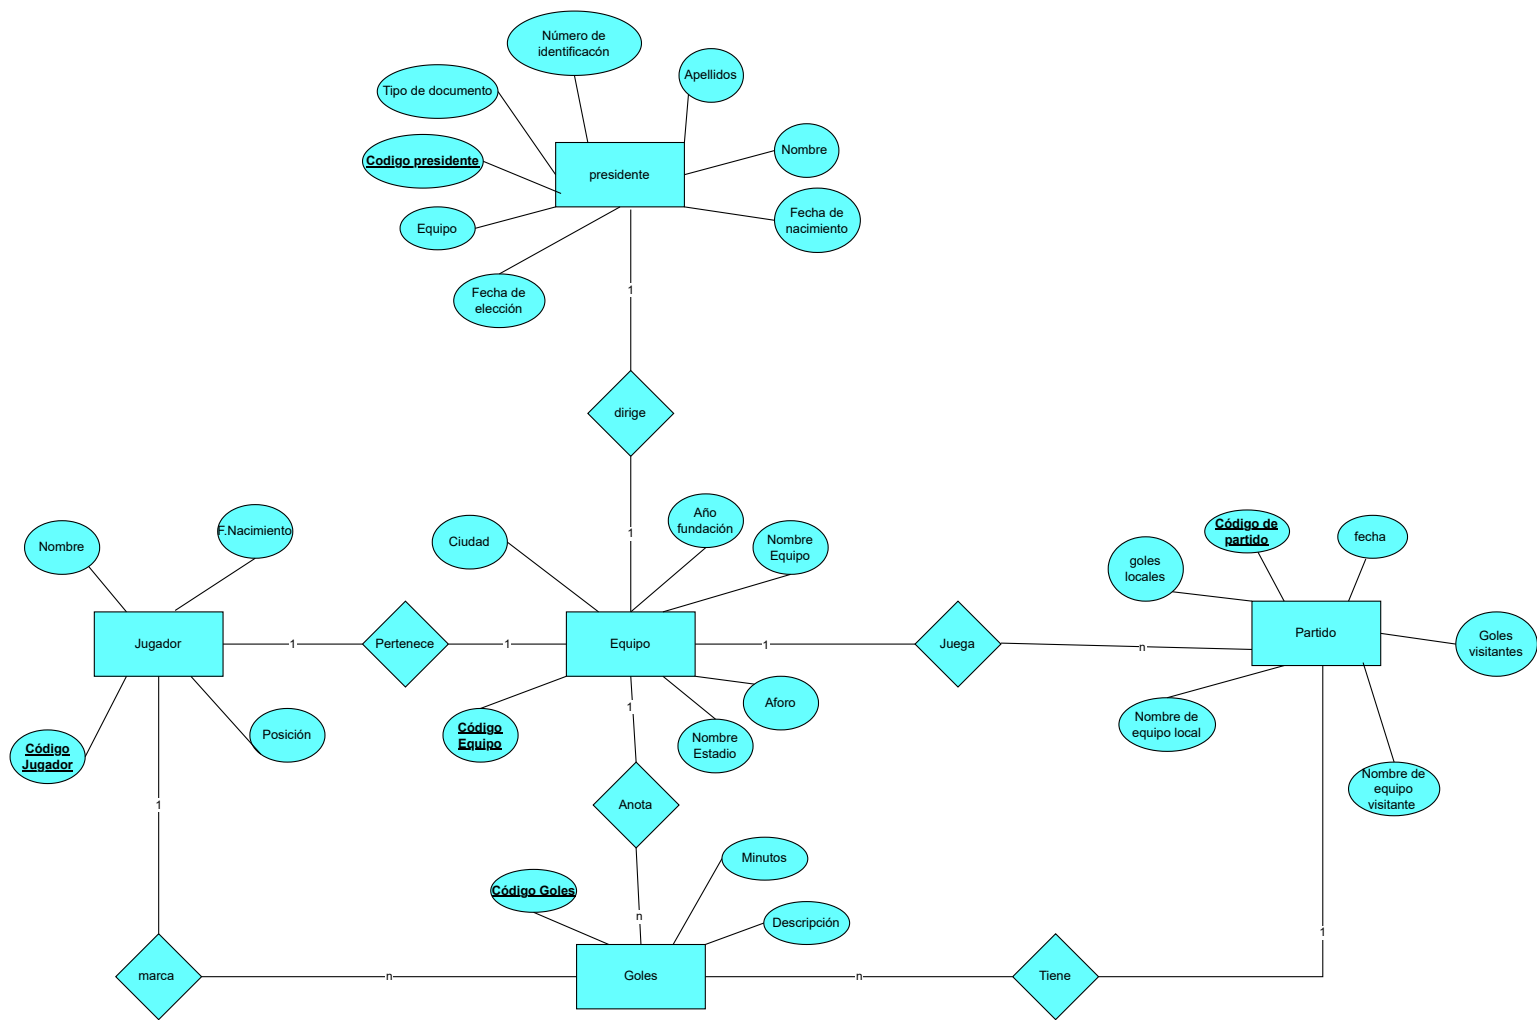 Número de
identificacón
Apellidos
Tipo de documento
Nombre
Codigo presidente
presidente
Equipo
Fecha de
nacimiento
Fecha de
elección
1
dirige
1
Nombre
F.Nacimiento
Ciudad
Año
fundación
Nombre
Equipo
Código de
partido
fecha
goles
locales
Jugador
1
Pertenece
1
Equipo
1
Juega
n
Partido
Goles
visitantes
Código
Jugador
Posición
Código
Equipo
1
Nombre
Estadio
Aforo
Nombre de
equipo local
Nombre de
equipo
visitante
1
Anota
Minutos
Código Goles
Descripción
n
1
marca
n
Goles
n
Tiene